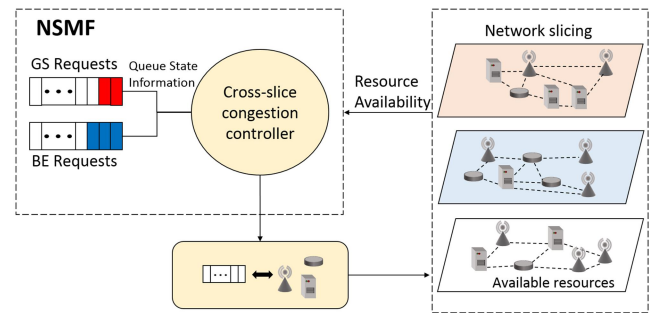 NSMF
GS Requests
Queue State
Information
BE Requests
Cross-slice
congestion
controller
Resource
Availability
Network slicing
Available resources